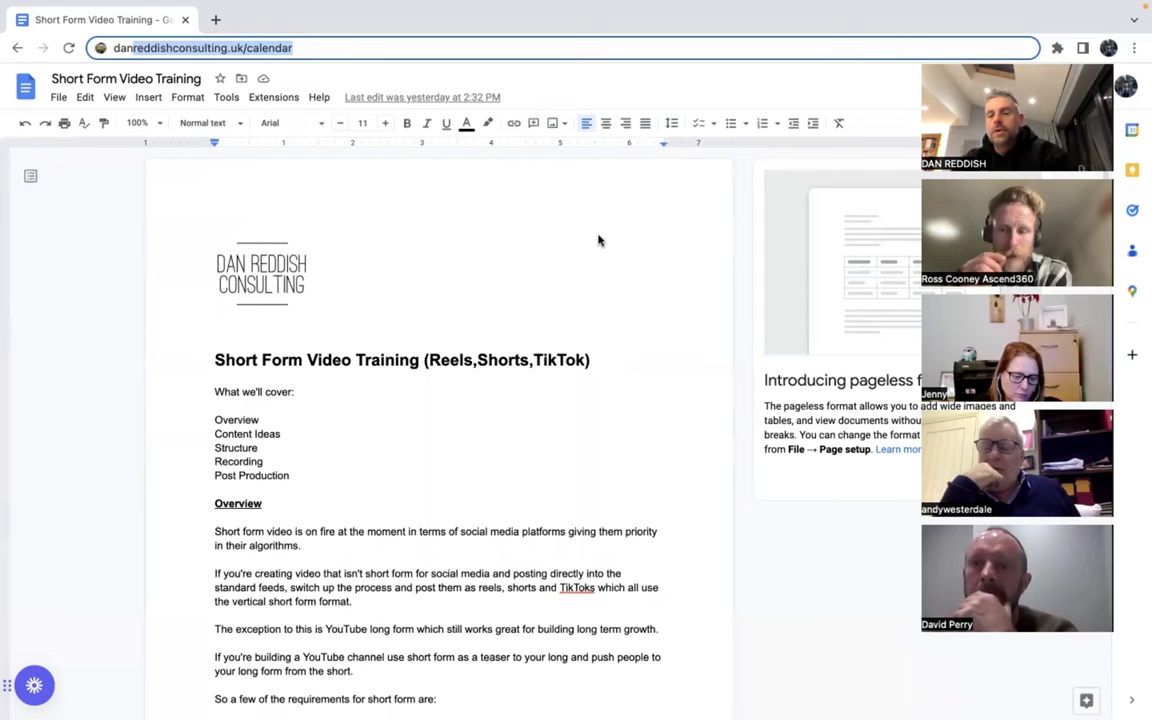 Short Form Video Training - Go
danreddishconsulting.uk/calendar
Short Form Video Training
File Edit View Insert Format Tools Extensions Help Last edit was yesterday at 2:32 PM
100% Normal text Arial 11
1 1 2 3 4 5 6 7
DAN REDDISH
CONSULTING
Short Form Video Training (Reels,Shorts,TikTok)
What we'll cover:
Overview
Content Ideas
Structure
Recording
Post Production
Overview
Short form video is on fire at the moment in terms of social media platforms giving them priority
in their algorithms.
If you're creating video that isn't short form for social media and posting directly into the
standard feeds, switch up the process and post them as reels, shorts and TikToks which all use
the vertical short form format.
The exception to this is YouTube long form which still works great for building long term growth.
If you're building a YouTube channel use short form as a teaser to your long and push people to
your long form from the short.
So a few of the requirements for short form are:
Introducing pageless f
The pageless format allows you to add wide images and
tables, and view documents withou
breaks. You can change the format
from File → Page setup. Learn mor
DAN REDDISH
Ross Cooney Ascend360
Jenny
andywesterdale
David Perry